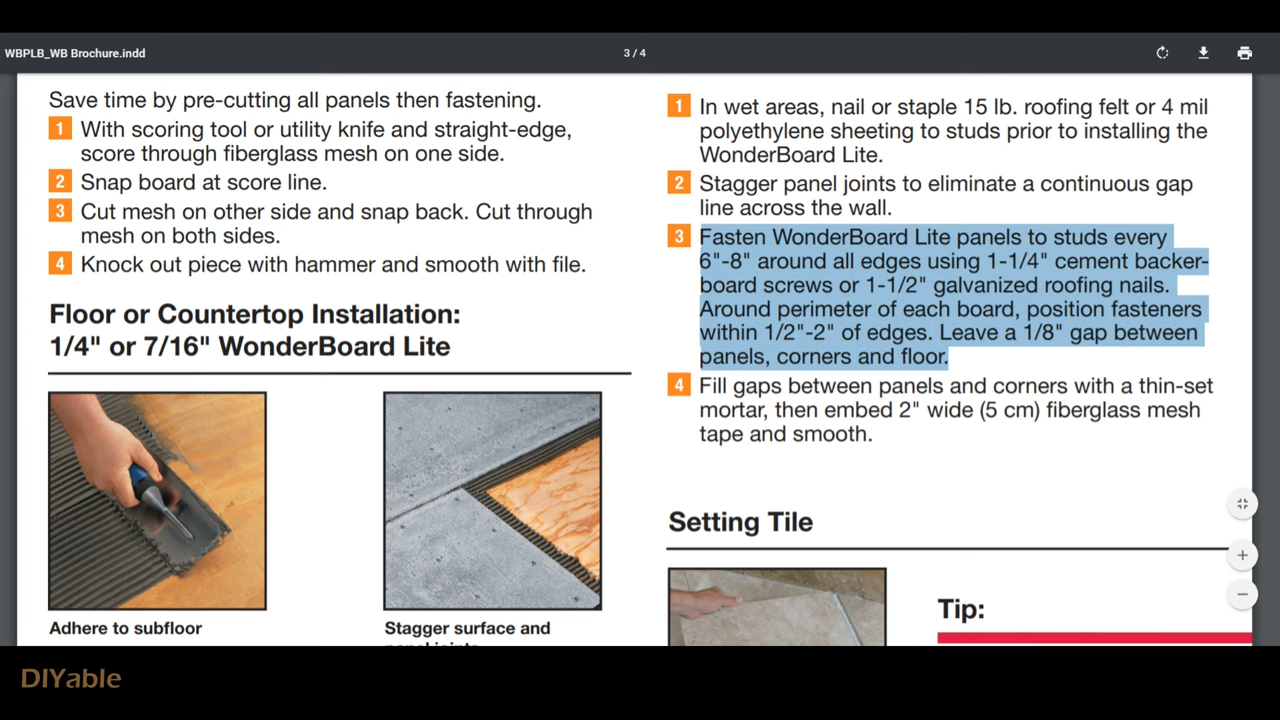 WBPLB_WB Brochure.indd
3 / 4
Save time by pre-cutting all panels then fastening.
1 With scoring tool or utility knife and straight-edge,
score through fiberglass mesh on one side.
2 Snap board at score line.
3 Cut mesh on other side and snap back. Cut through
mesh on both sides.
4 Knock out piece with hammer and smooth with file.
Floor or Countertop Installation:
1/4" or 7/16" WonderBoard Lite
Adhere to subfloor
Stagger surface and
panel joints
1 In wet areas, nail or staple 15 lb. roofing felt or 4 mil
polyethylene sheeting to studs prior to installing the
WonderBoard Lite.
2 Stagger panel joints to eliminate a continuous gap
line across the wall.
3 Fasten WonderBoard Lite panels to studs every
6"-8" around all edges using 1-1/4" cement backer-
board screws or 1-1/2" galvanized roofing nails.
Around perimeter of each board, position fasteners
within 1/2"-2" of edges. Leave a 1/8" gap between
panels, corners and floor.
4 Fill gaps between panels and corners with a thin-set
mortar, then embed 2" wide (5 cm) fiberglass mesh
tape and smooth.
Setting Tile
Tip:
DIYable